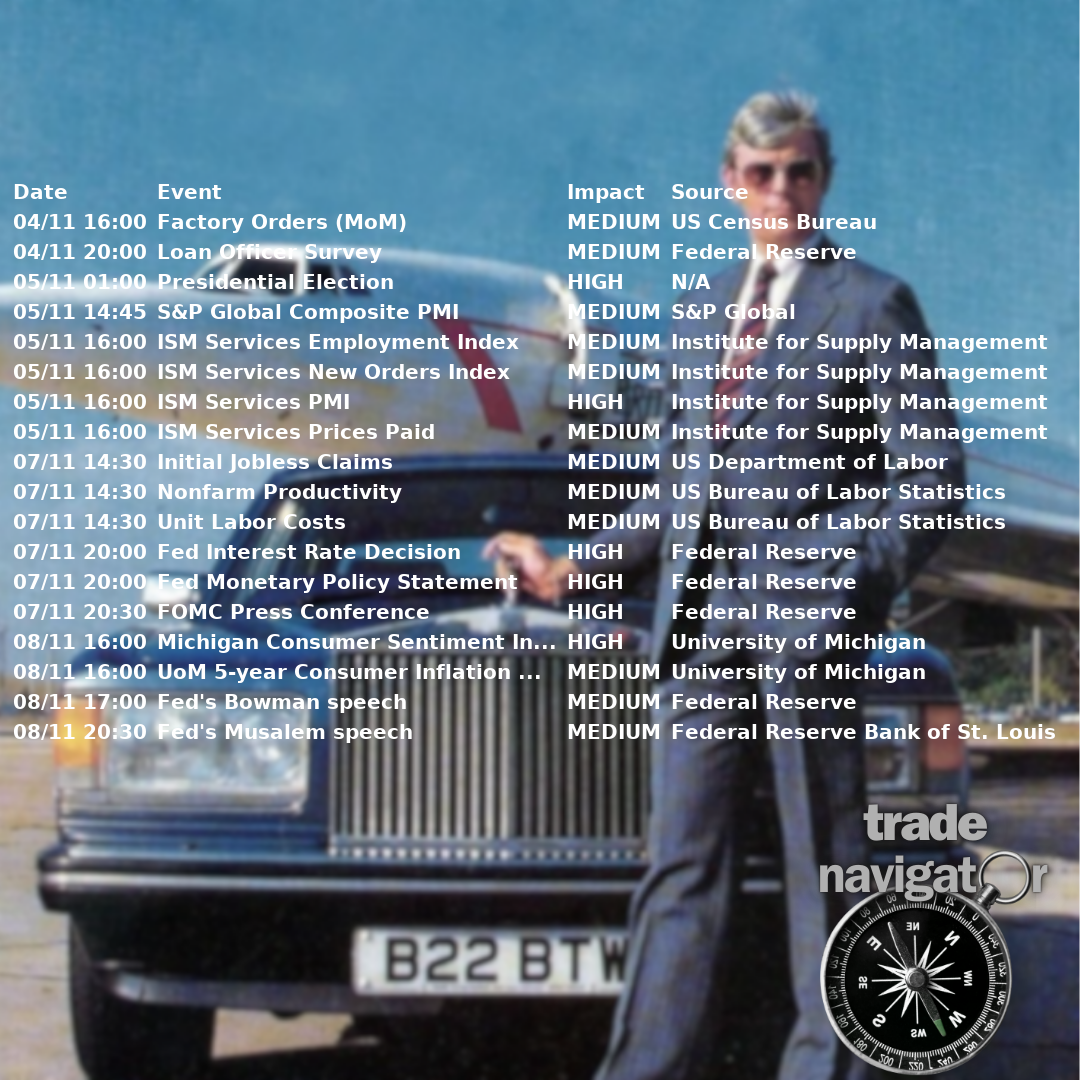 Date Event Impact Source
04/11 16:00 Factory Orders (MoM) MEDIUM US Census Bureau
04/11 20:00 Loan Officer Survey MEDIUM Federal Reserve
05/11 01:00 Presidential Election HIGH N/A
05/11 14:45 S&P Global Composite PMI MEDIUM S&P Global
05/11 16:00 ISM Services Employment Index MEDIUM Institute for Supply Management
05/11 16:00 ISM Services New Orders Index MEDIUM Institute for Supply Management
05/11 16:00 ISM Services PMI HIGH Institute for Supply Management
05/11 16:00 ISM Services Prices Paid MEDIUM Institute for Supply Management
07/11 14:30 Initial Jobless Claims MEDIUM US Department of Labor
07/11 14:30 Nonfarm Productivity MEDIUM US Bureau of Labor Statistics
07/11 14:30 Unit Labor Costs MEDIUM US Bureau of Labor Statistics
07/11 20:00 Fed Interest Rate Decision HIGH Federal Reserve
07/11 20:00 Fed Monetary Policy Statement HIGH Federal Reserve
07/11 20:30 FOMC Press Conference HIGH Federal Reserve
08/11 16:00 Michigan Consumer Sentiment In... HIGH University of Michigan
08/11 16:00 UoM 5-year Consumer Inflation ... MEDIUM University of Michigan
08/11 17:00 Fed's Bowman speech MEDIUM Federal Reserve
08/11 20:30 Fed's Musalem speech MEDIUM Federal Reserve Bank of St. Louis
trade
navigator
B22 BTW
N
NE
E
SE
S
WS
W
WN